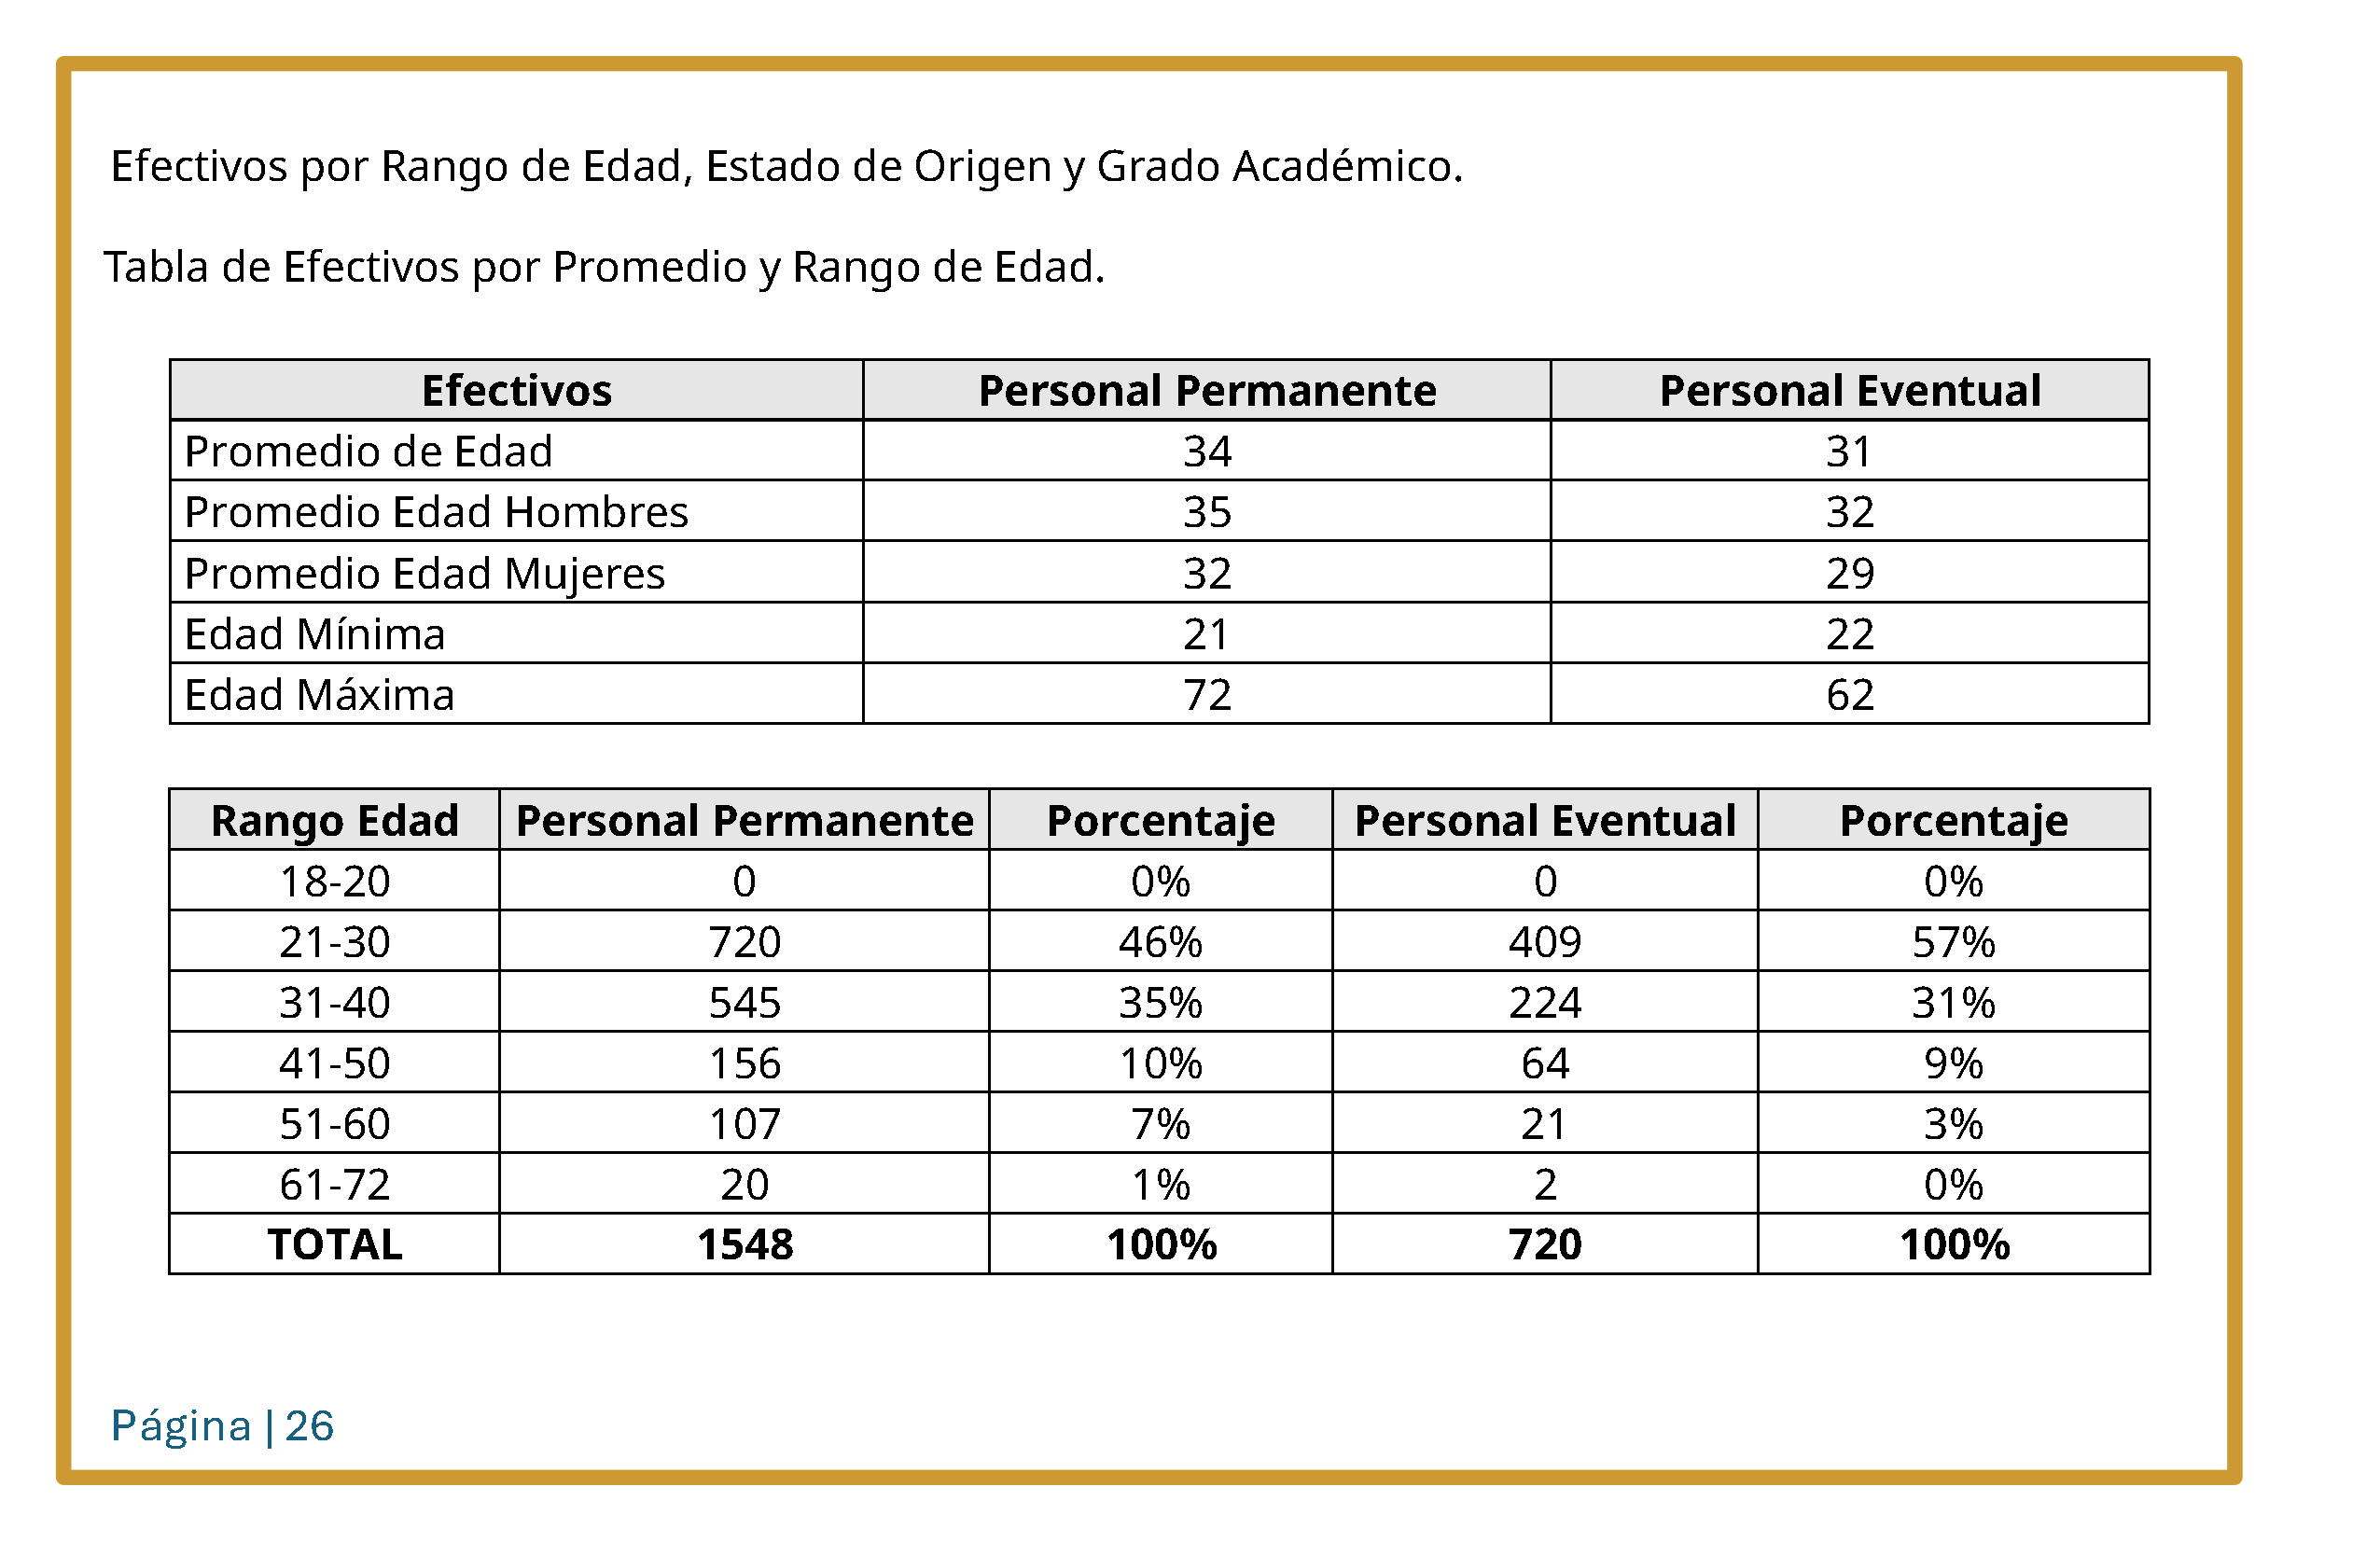 Efectivos por Rango de Edad, Estado de Origen y Grado Académico.
Tabla de Efectivos por Promedio y Rango de Edad.
Efectivos Personal Permanente Personal Eventual
Promedio de Edad 34 31
Promedio Edad Hombres 35 32
Promedio Edad Mujeres 32 29
Edad Mínima 21 22
Edad Máxima 72 62
Rango Edad Personal Permanente Porcentaje Personal Eventual Porcentaje
18-20 0 0% 0 0%
21-30 720 46% 409 57%
31-40 545 35% 224 31%
41-50 156 10% 64 9%
51-60 107 7% 21 3%
61-72 20 1% 2 0%
TOTAL 1548 100% 720 100%
Página | 26